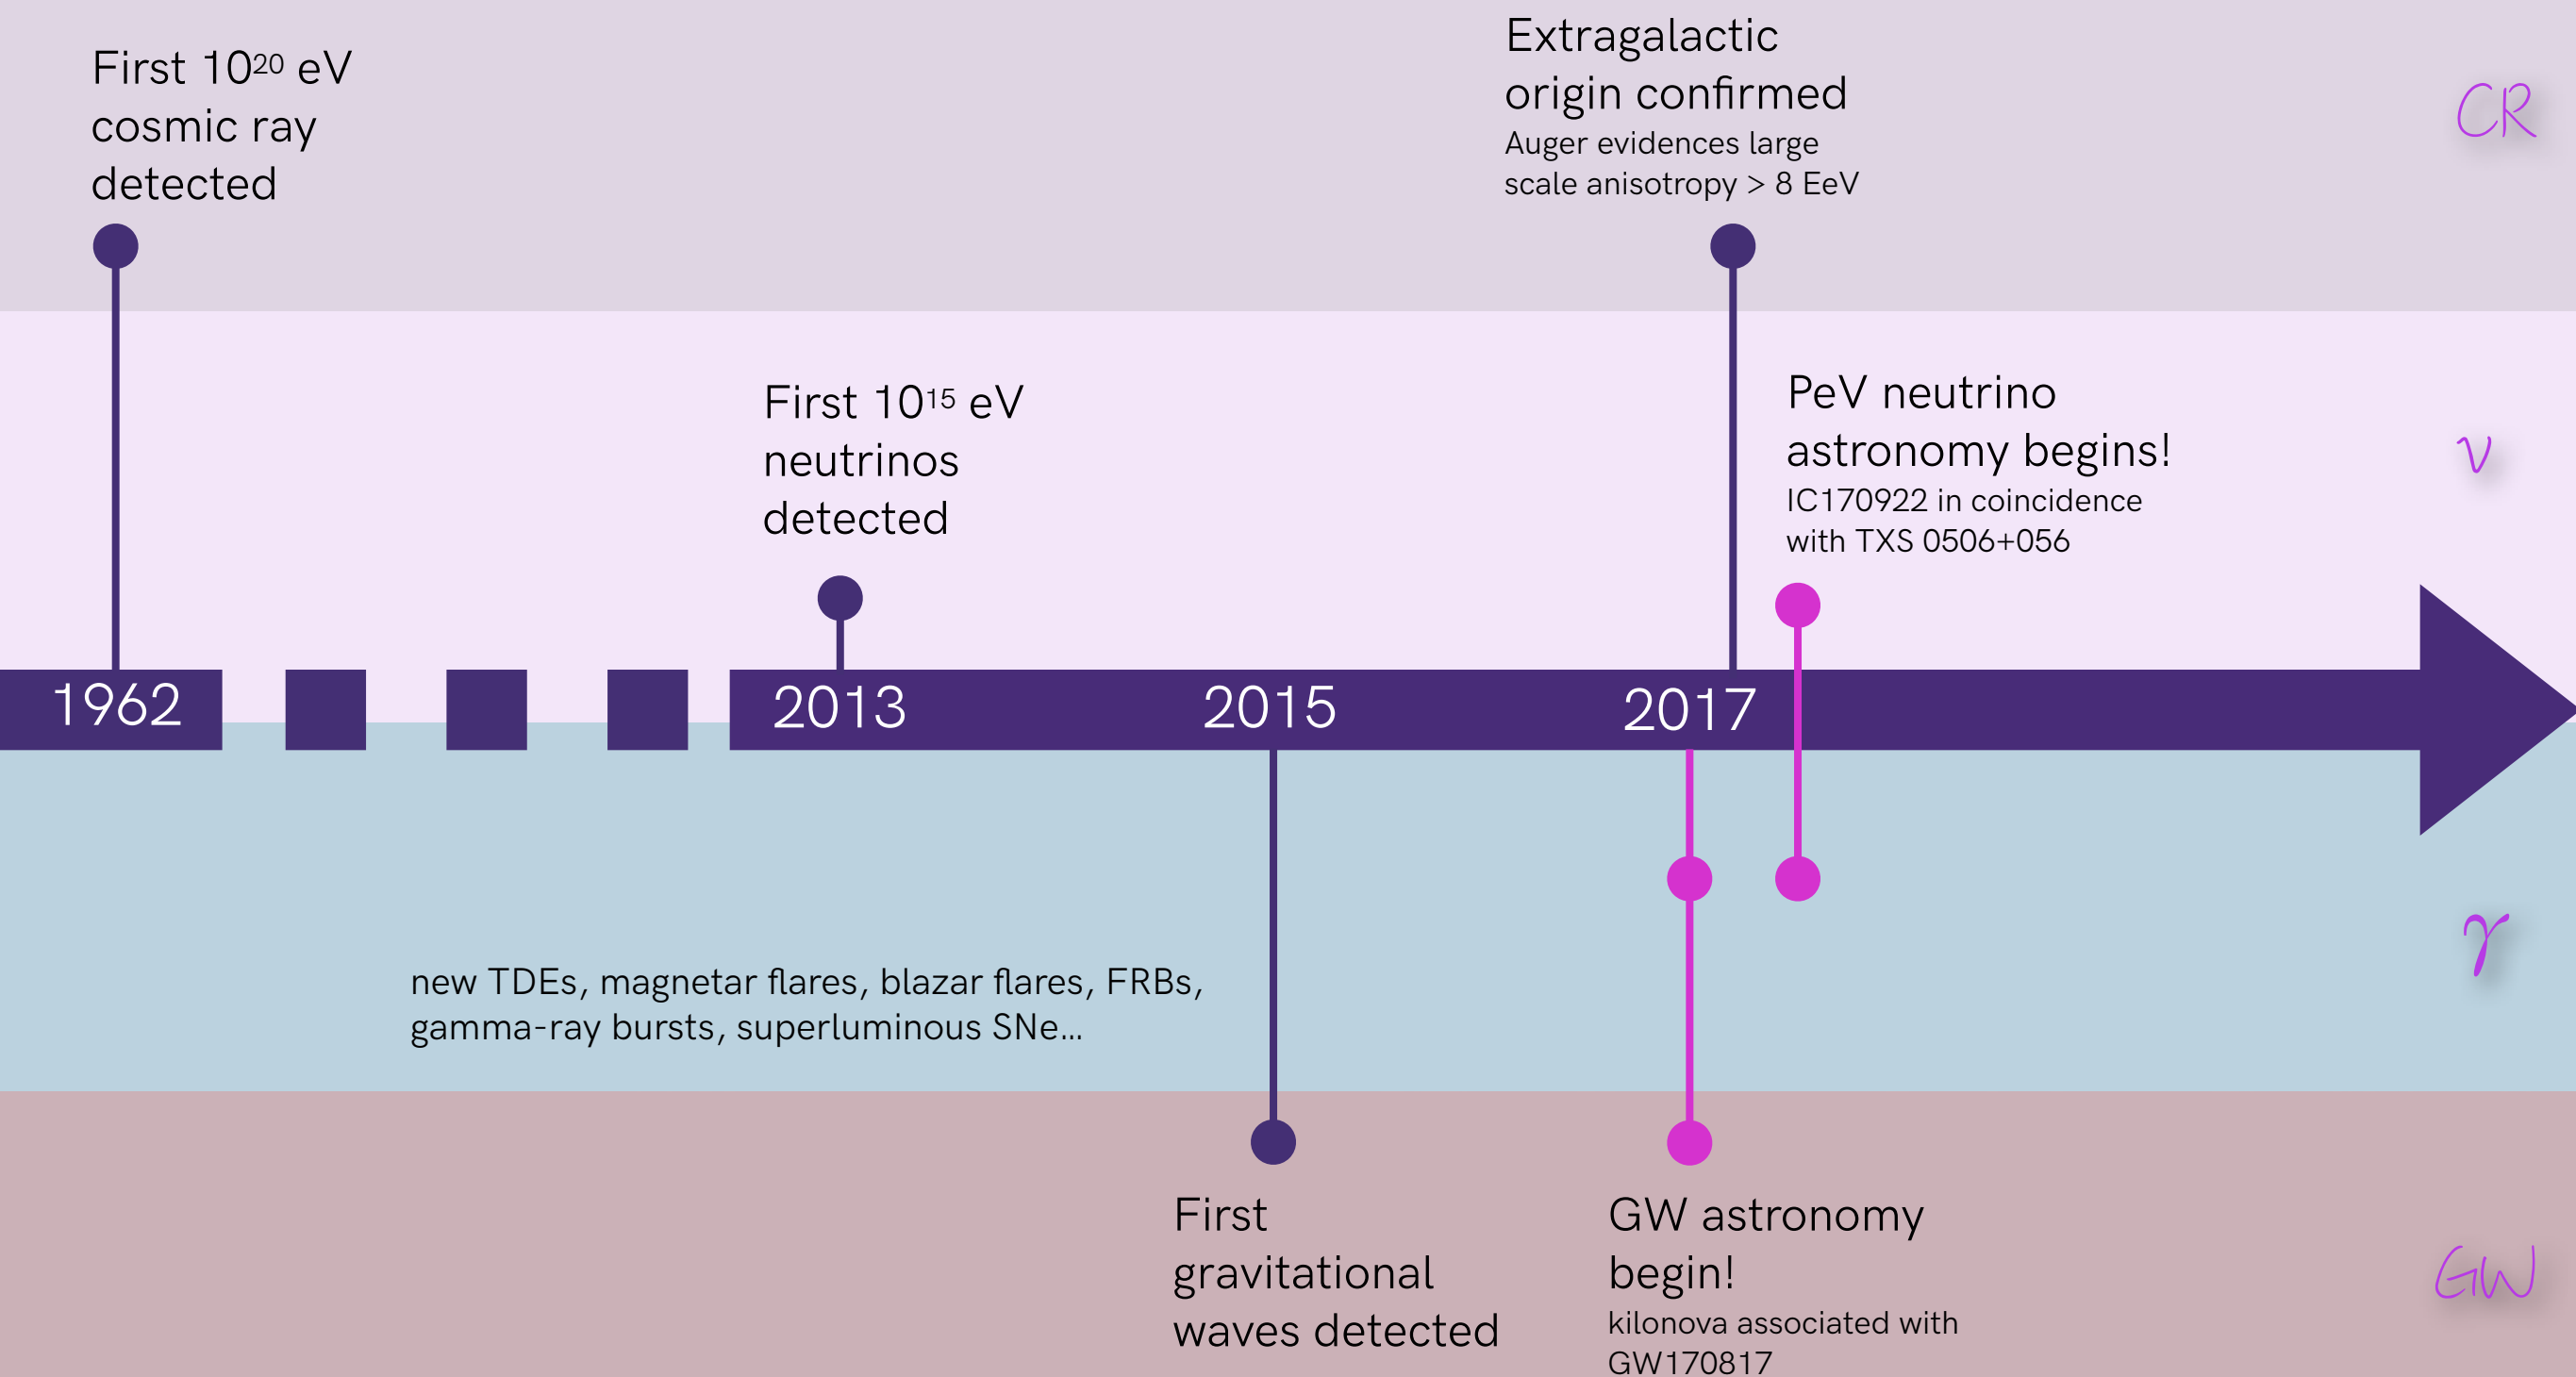 First 10²⁰ eV
cosmic ray
detected
Extragalactic
origin confirmed
Auger evidences large
scale anisotropy > 8 EeV
CR
First 10¹⁵ eV
neutrinos
detected
PeV neutrino
astronomy begins!
IC170922 in coincidence
with TXS 0506+056
ν
1962
2013
2015
2017
new TDEs, magnetar flares, blazar flares, FRBs,
gamma-ray bursts, superluminous SNe...
γ
First
gravitational
waves detected
GW astronomy
begin!
kilonova associated with
GW170817
GW